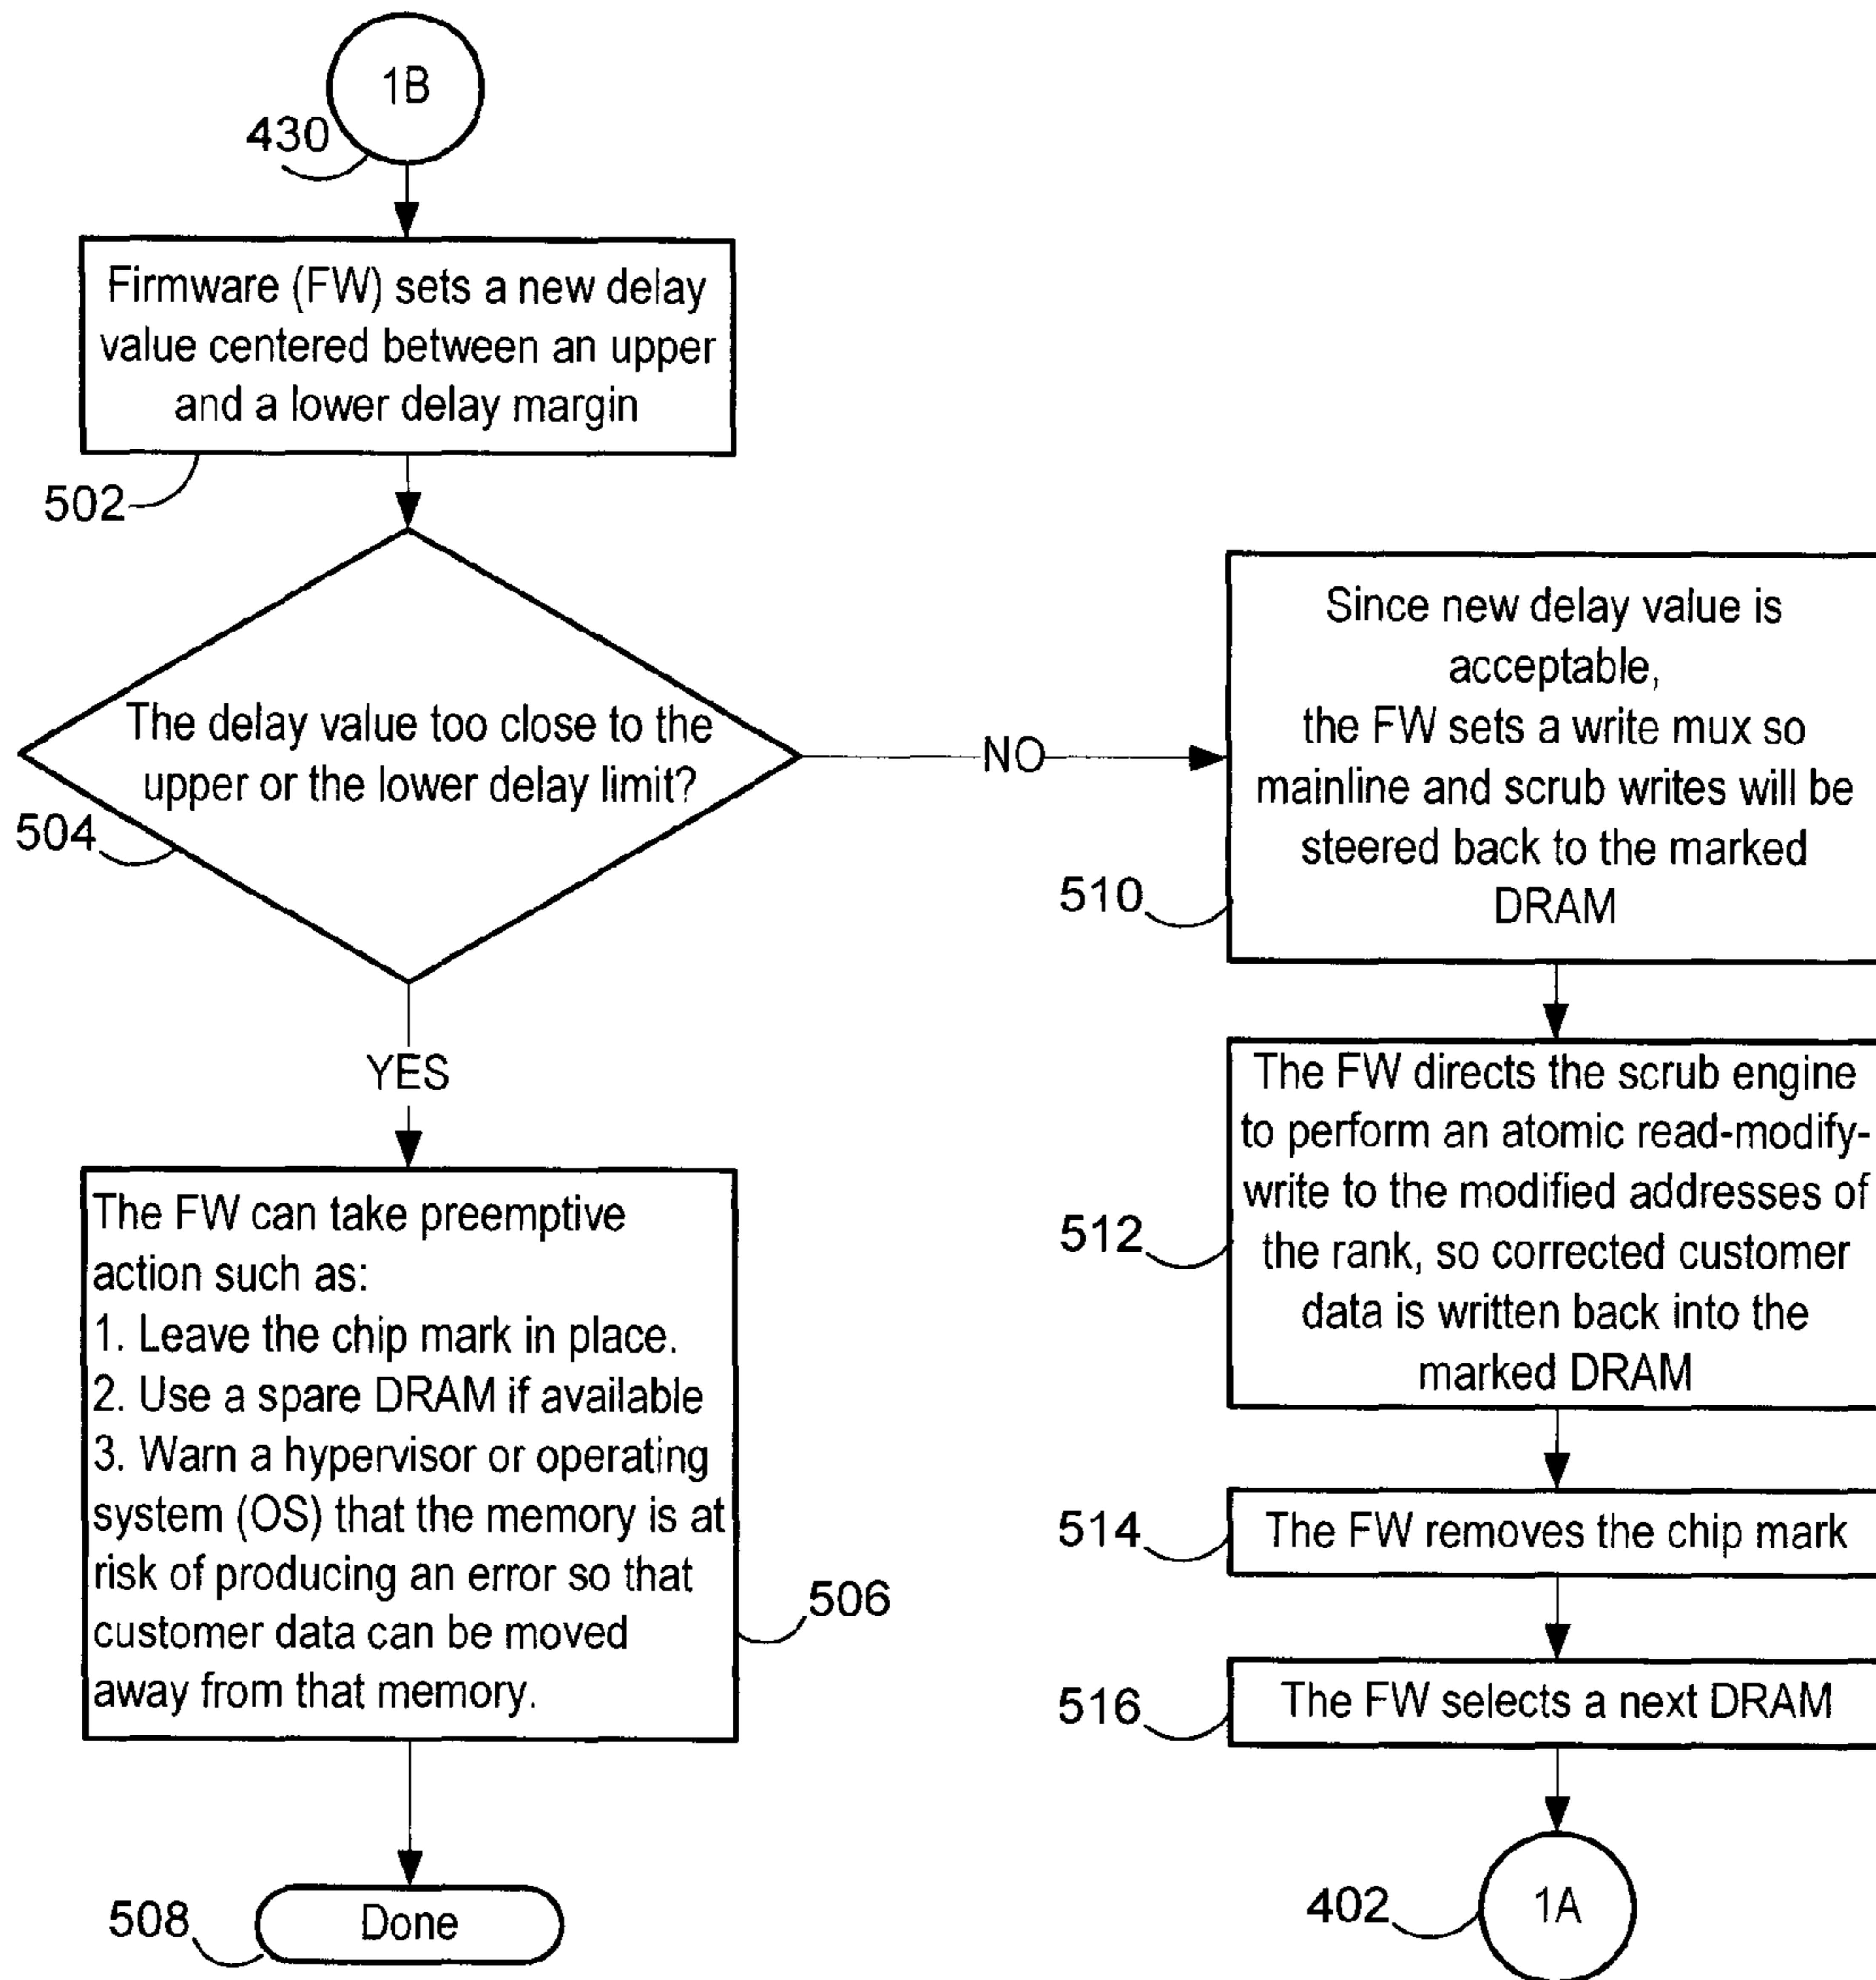 1B
430
Firmware (FW) sets a new delay
value centered between an upper
and a lower delay margin
502
The delay value too close to the
upper or the lower delay limit?
504
NO
YES
The FW can take preemptive
action such as:
1. Leave the chip mark in place.
2. Use a spare DRAM if available
3. Warn a hypervisor or operating
system (OS) that the memory is at
risk of producing an error so that
customer data can be moved
away from that memory.
506
Done
508
Since new delay value is
acceptable,
the FW sets a write mux so
mainline and scrub writes will be
steered back to the marked
DRAM
510
The FW directs the scrub engine
to perform an atomic read-modify-
write to the modified addresses of
the rank, so corrected customer
data is written back into the
marked DRAM
512
The FW removes the chip mark
514
The FW selects a next DRAM
516
1A
402